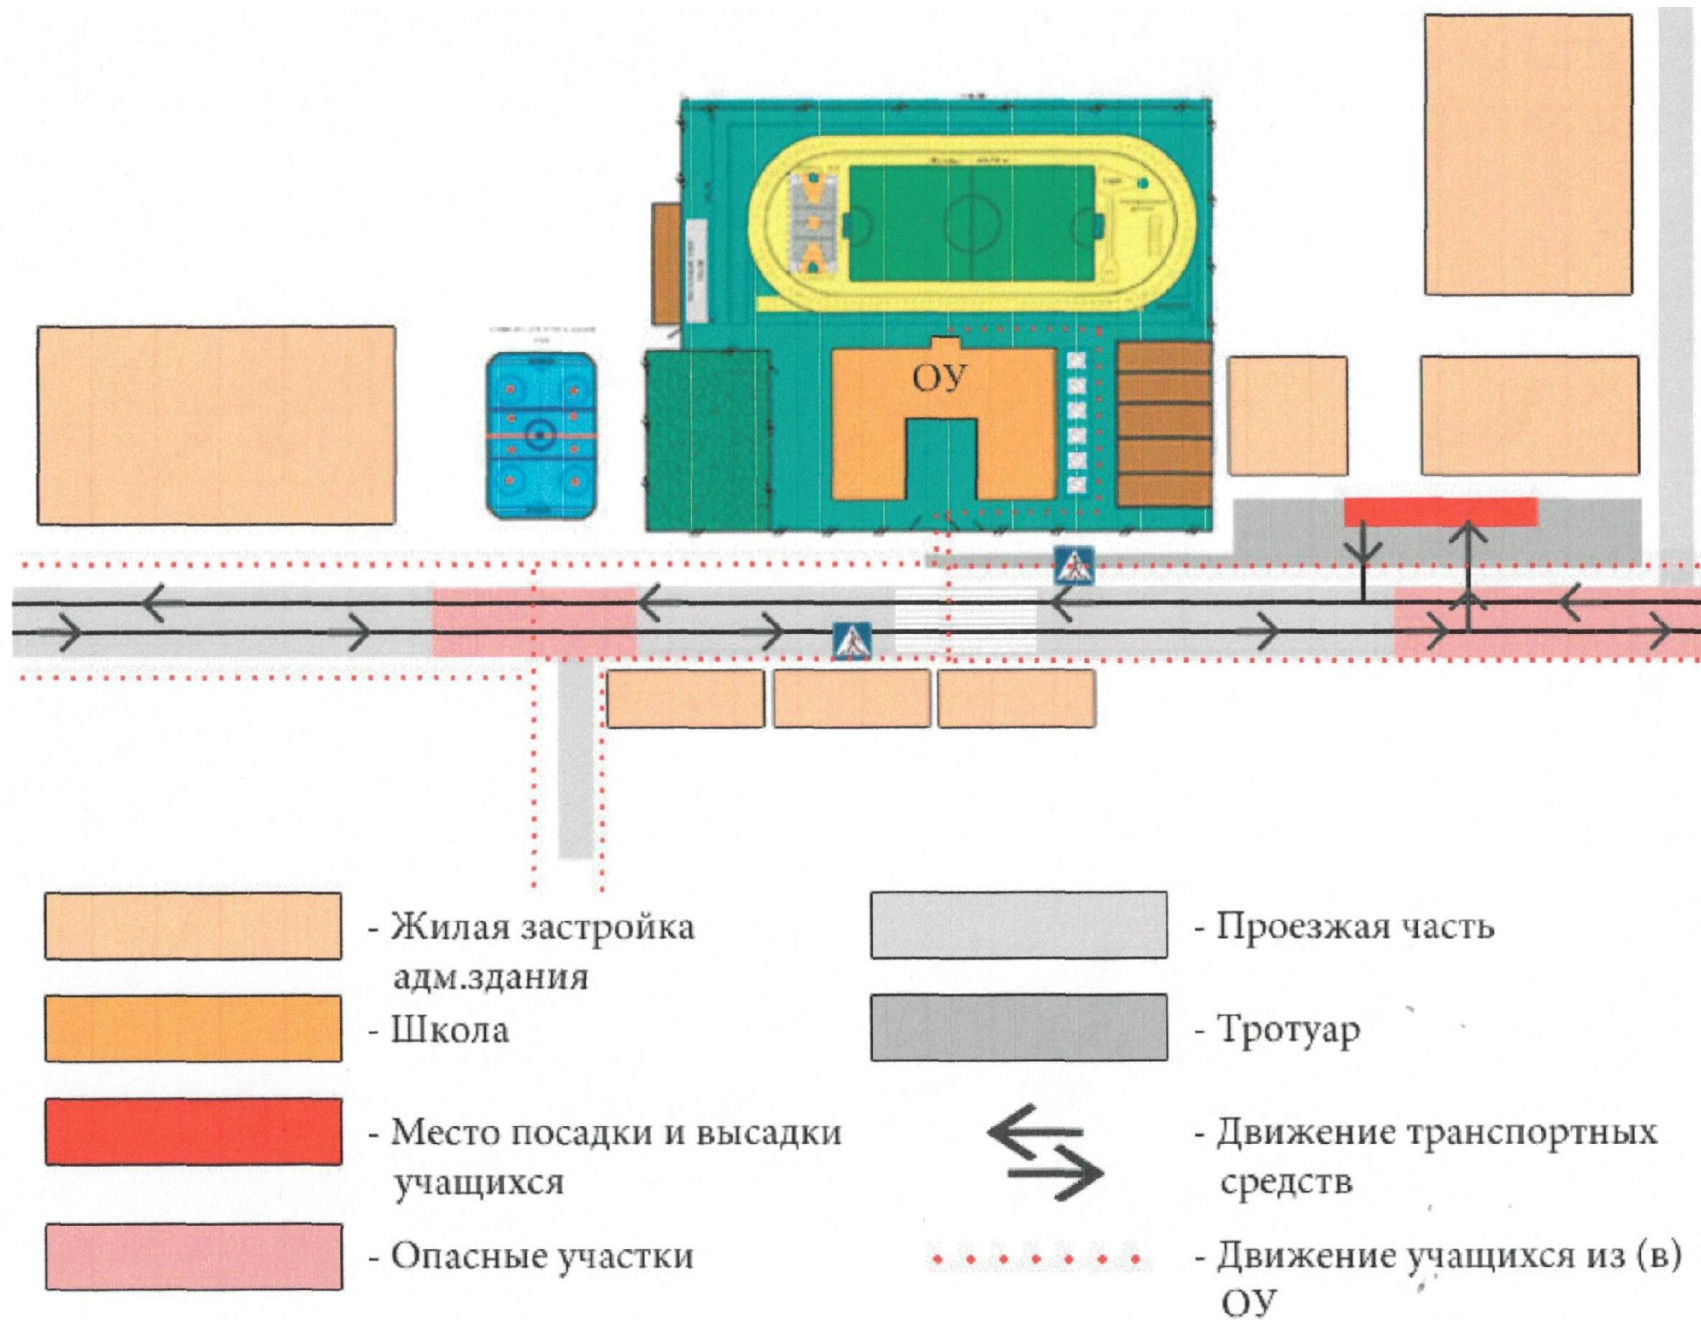 ОУ
- Жилая застройка
адм.здания
- Школа
- Место посадки и высадки
учащихся
- Опасные участки
- Проезжая часть
- Тротуар
- Движение транспортных
средств
- Движение учащихся из (в)
ОУ